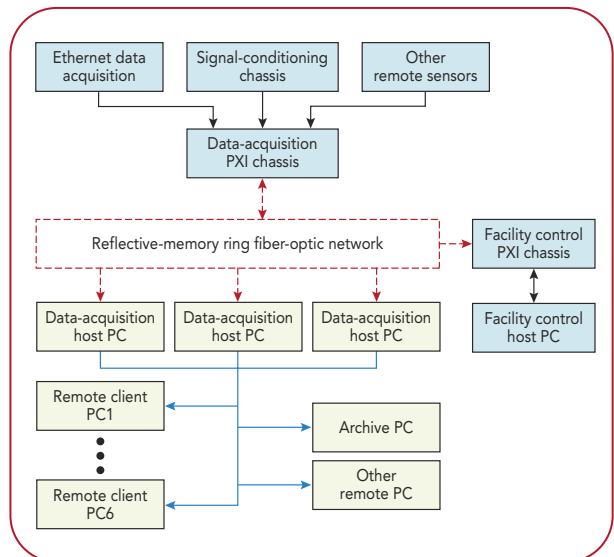 Ethernet data
acquisition
Signal-conditioning
chassis
Other
remote sensors
Data-acquisition
PXI chassis
Reflective-memory ring fiber-optic network
Facility control
PXI chassis
Data-acquisition
host PC
Data-acquisition
host PC
Data-acquisition
host PC
Facility control
host PC
Remote client
PC1
Archive PC
Other
remote PC
Remote client
PC6